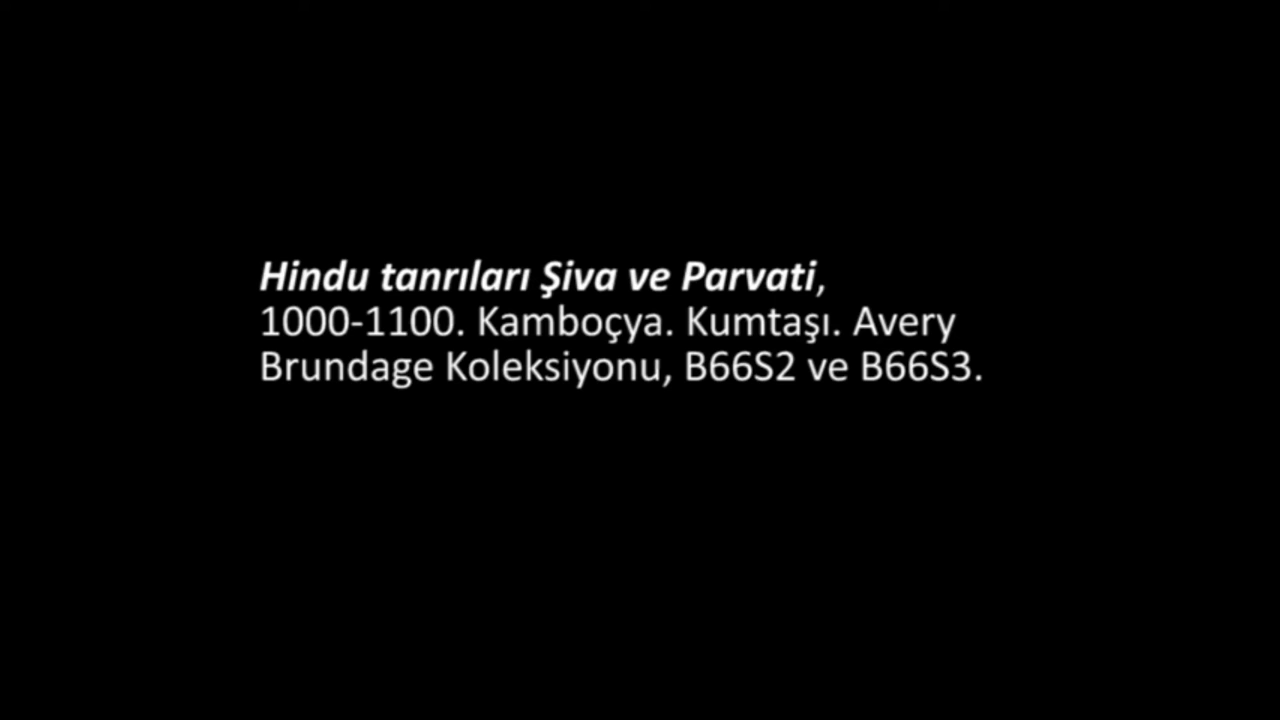 Hindu tanrıları Şiva ve Parvati,
1000-1100. Kamboçya. Kumtaşı. Avery
Brundage Koleksiyonu, B66S2 ve B66S3.